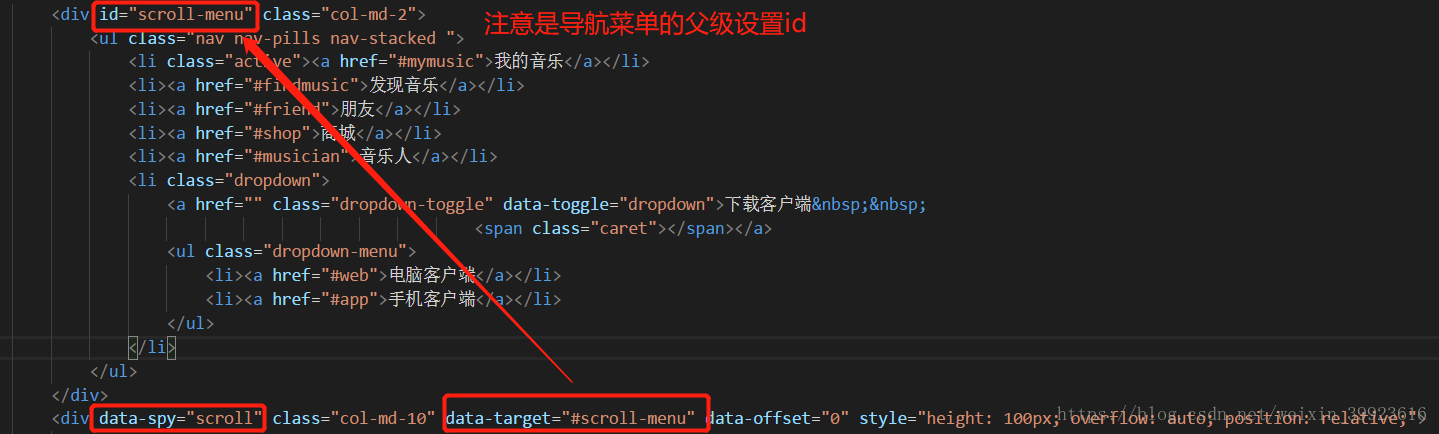 <div id="scroll-menu" class="col-md-2">
注意是导航菜单的父级设置id
<ul class="nav nav-pills nav-stacked ">
<li class="active"><a href="#mymusic">我的音乐</a></li>
<li><a href="#findmusic">发现音乐</a></li>
<li><a href="#friend">朋友</a></li>
<li><a href="#shop">商城</a></li>
<li><a href="#musician">音乐人</a></li>
<li class="dropdown">
<a href="" class="dropdown-toggle" data-toggle="dropdown">下载客户端&nbsp;&nbsp;
<span class="caret"></span></a>
<ul class="dropdown-menu">
<li><a href="#web">电脑客户端</a></li>
<li><a href="#app">手机客户端</a></li>
</ul>
</li>
</ul>
</div>
<div data-spy="scroll" class="col-md-10" data-target="#scroll-menu" data-offset="0" style="height: 100px; overflow: auto; position: relative;">
https://blog.csdn.net/weixin_39923616